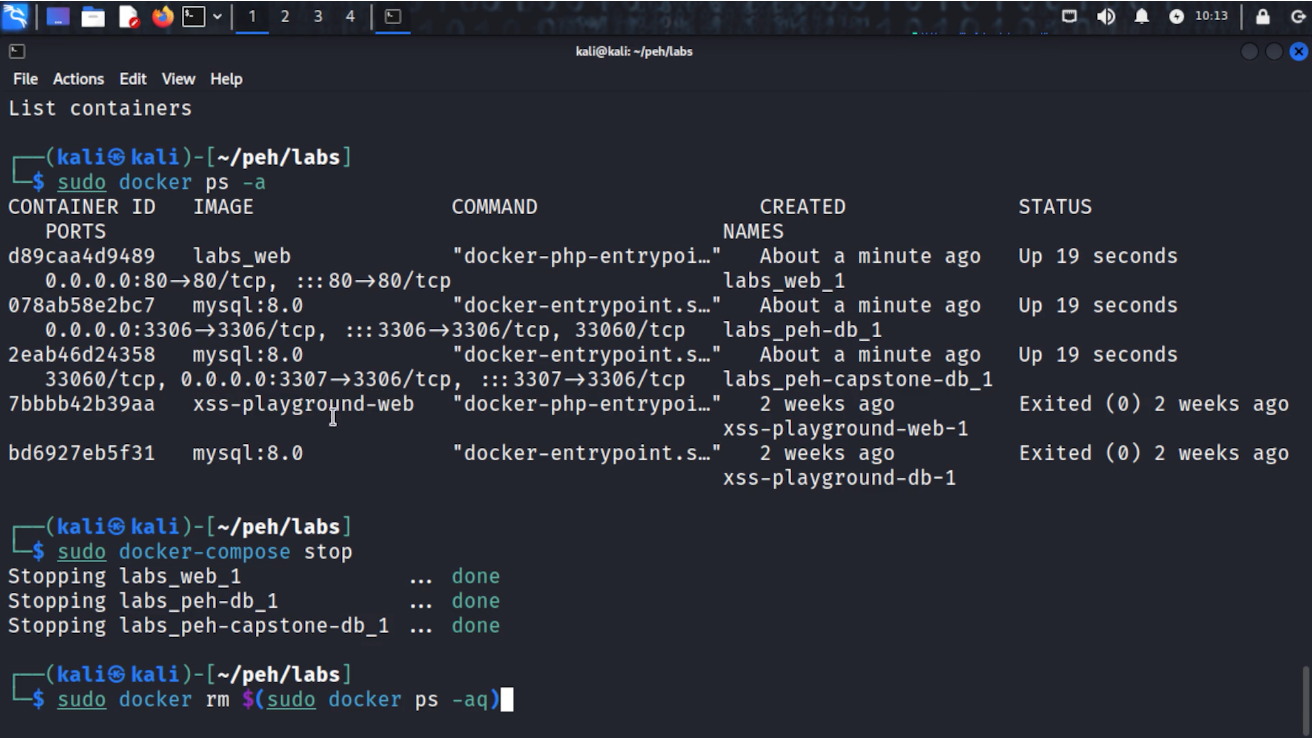 1 2 3 4 10:13
kali@kali: ~/peh/labs
File Actions Edit View Help
List containers
┌──(kali㉿kali)-[~/peh/labs]
└─$ sudo docker ps -a
CONTAINER ID   IMAGE                COMMAND                  CREATED              STATUS
   PORTS                                                  NAMES
d89caa4d9489   labs_web             "docker-php-entrypoi…"   About a minute ago   Up 19 seconds
   0.0.0.0:80→80/tcp, :::80→80/tcp                      labs_web_1
078ab58e2bc7   mysql:8.0            "docker-entrypoint.s…"   About a minute ago   Up 19 seconds
   0.0.0.0:3306→3306/tcp, :::3306→3306/tcp, 33060/tcp   labs_peh-db_1
2eab46d24358   mysql:8.0            "docker-entrypoint.s…"   About a minute ago   Up 19 seconds
   33060/tcp, 0.0.0.0:3307→3306/tcp, :::3307→3306/tcp   labs_peh-capstone-db_1
7bbbb42b39aa   xss-playground-web   "docker-php-entrypoi…"   2 weeks ago          Exited (0) 2 weeks ago
                                                          xss-playground-web-1
bd6927eb5f31   mysql:8.0            "docker-entrypoint.s…"   2 weeks ago          Exited (0) 2 weeks ago
                                                          xss-playground-db-1
┌──(kali㉿kali)-[~/peh/labs]
└─$ sudo docker-compose stop
Stopping labs_web_1             ... done
Stopping labs_peh-db_1          ... done
Stopping labs_peh-capstone-db_1 ... done
┌──(kali㉿kali)-[~/peh/labs]
└─$ sudo docker rm $(sudo docker ps -aq)